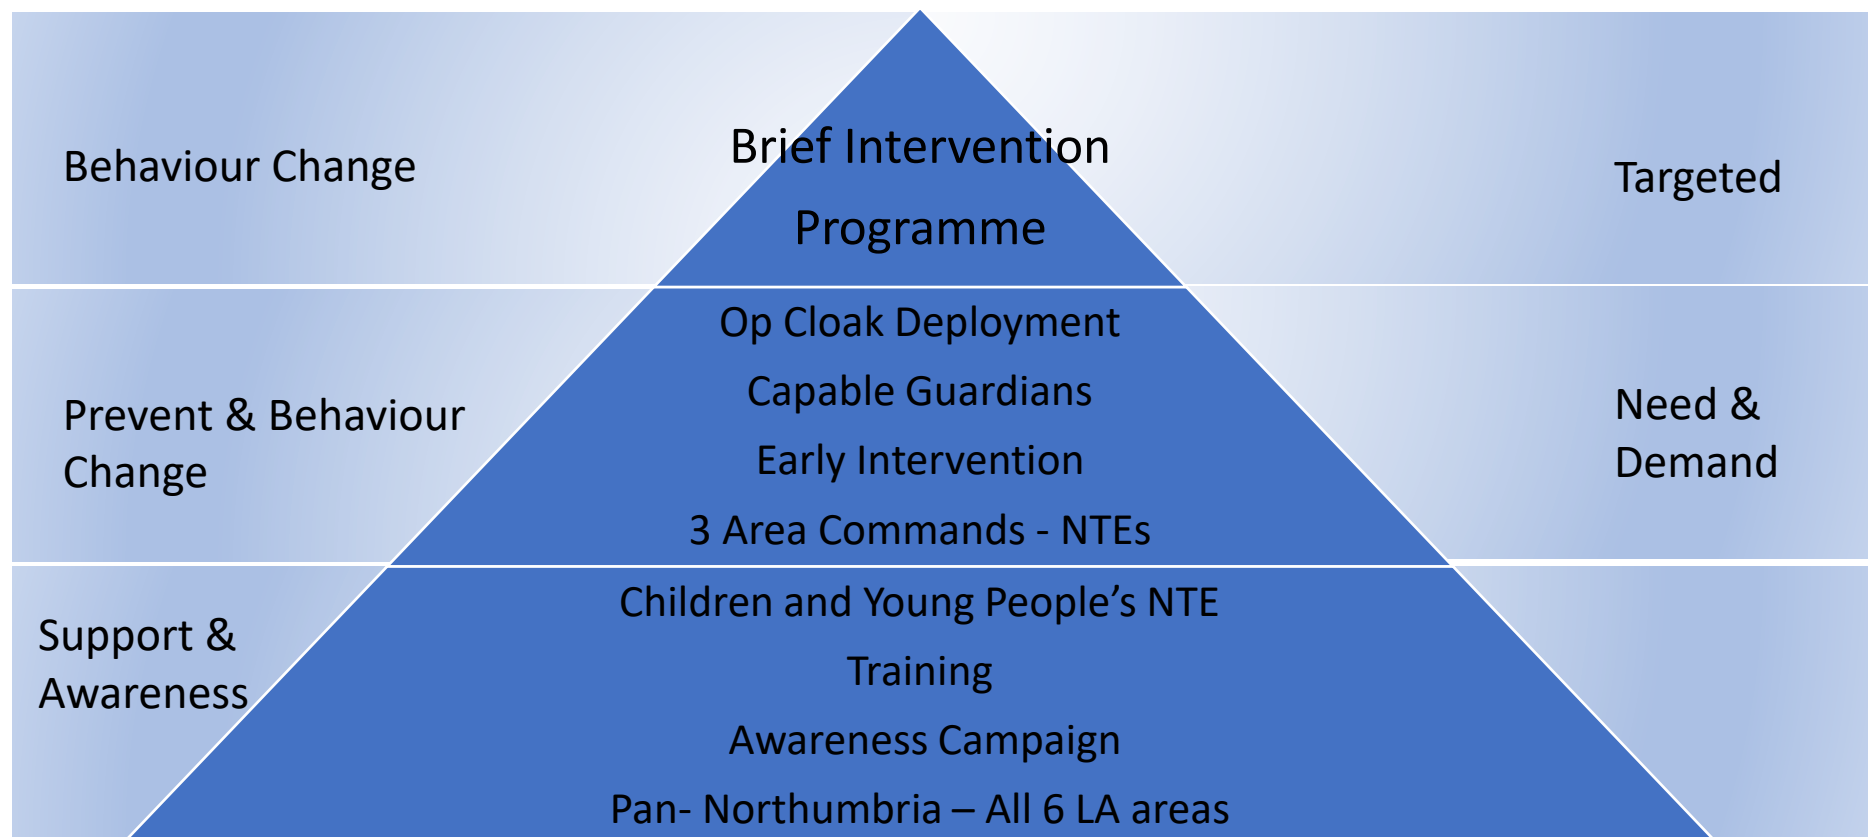 Behaviour Change
Brief Intervention
Programme
Targeted
Prevent & Behaviour
Change
Op Cloak Deployment
Capable Guardians
Early Intervention
3 Area Commands - NTEs
Need &
Demand
Support &
Awareness
Children and Young People’s NTE
Training
Awareness Campaign
Pan- Northumbria – All 6 LA areas